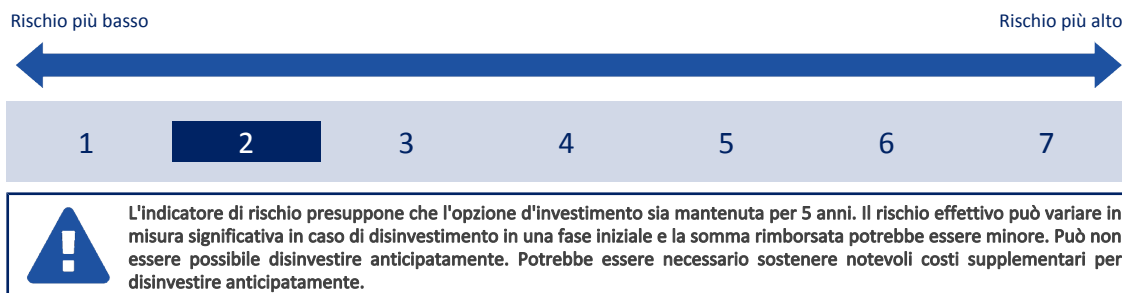 Rischio più basso Rischio più alto
1 2 3 4 5 6 7
L'indicatore di rischio presuppone che l'opzione d'investimento sia mantenuta per 5 anni. Il rischio effettivo può variare in
misura significativa in caso di disinvestimento in una fase iniziale e la somma rimborsata potrebbe essere minore. Può non
essere possibile disinvestire anticipatamente. Potrebbe essere necessario sostenere notevoli costi supplementari per
disinvestire anticipatamente.